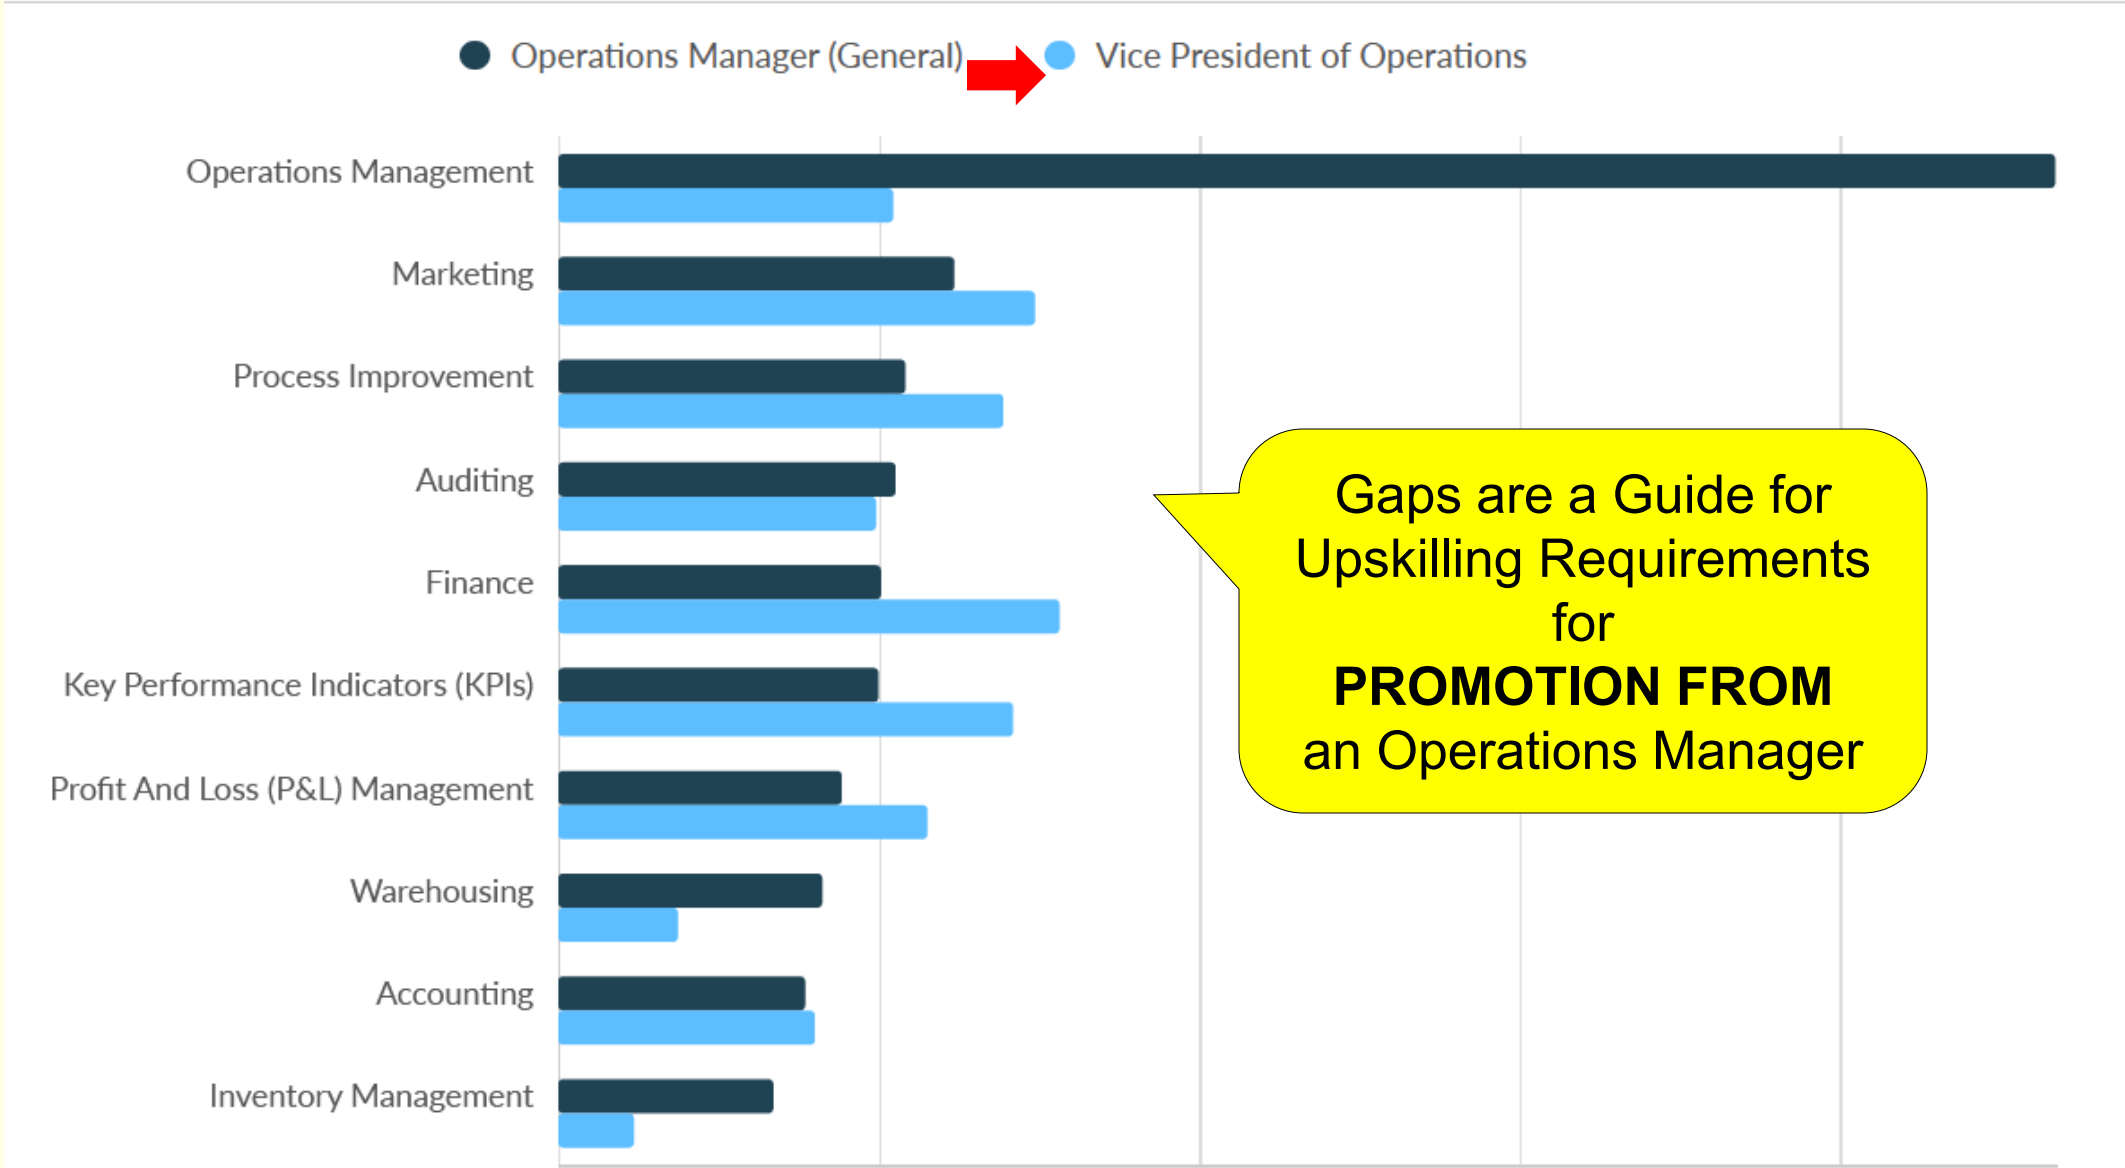 Operations Manager (General)
Vice President of Operations
Operations Management
Marketing
Process Improvement
Auditing
Finance
Key Performance Indicators (KPIs)
Profit And Loss (P&L) Management
Warehousing
Accounting
Inventory Management
Gaps are a Guide for
Upskilling Requirements
for
PROMOTION FROM
an Operations Manager